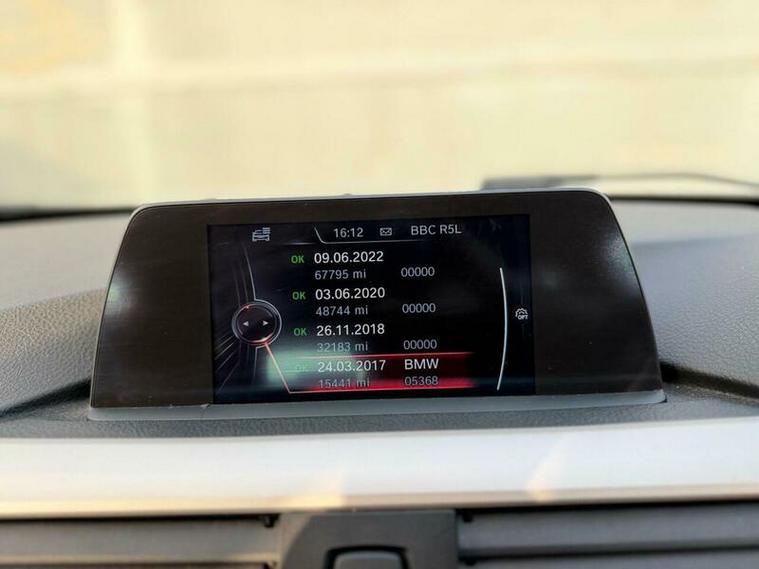 16:12 BBC R5L
OK 09.06.2022
67795 mi 00000
OK 03.06.2020
48744 mi 00000
OK 26.11.2018
32183 mi 00000
OK 24.03.2017 BMW
15441 mi 05368
OFF